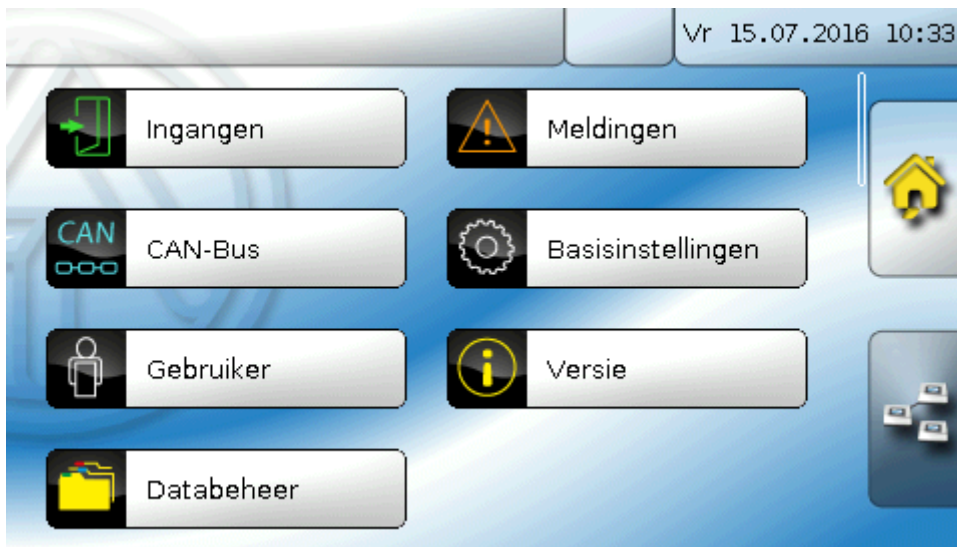 Vr 15.07.2016 10:33
Ingangen
Meldingen
CAN
CAN-Bus
Basisinstellingen
Gebruiker
Versie
Databeheer